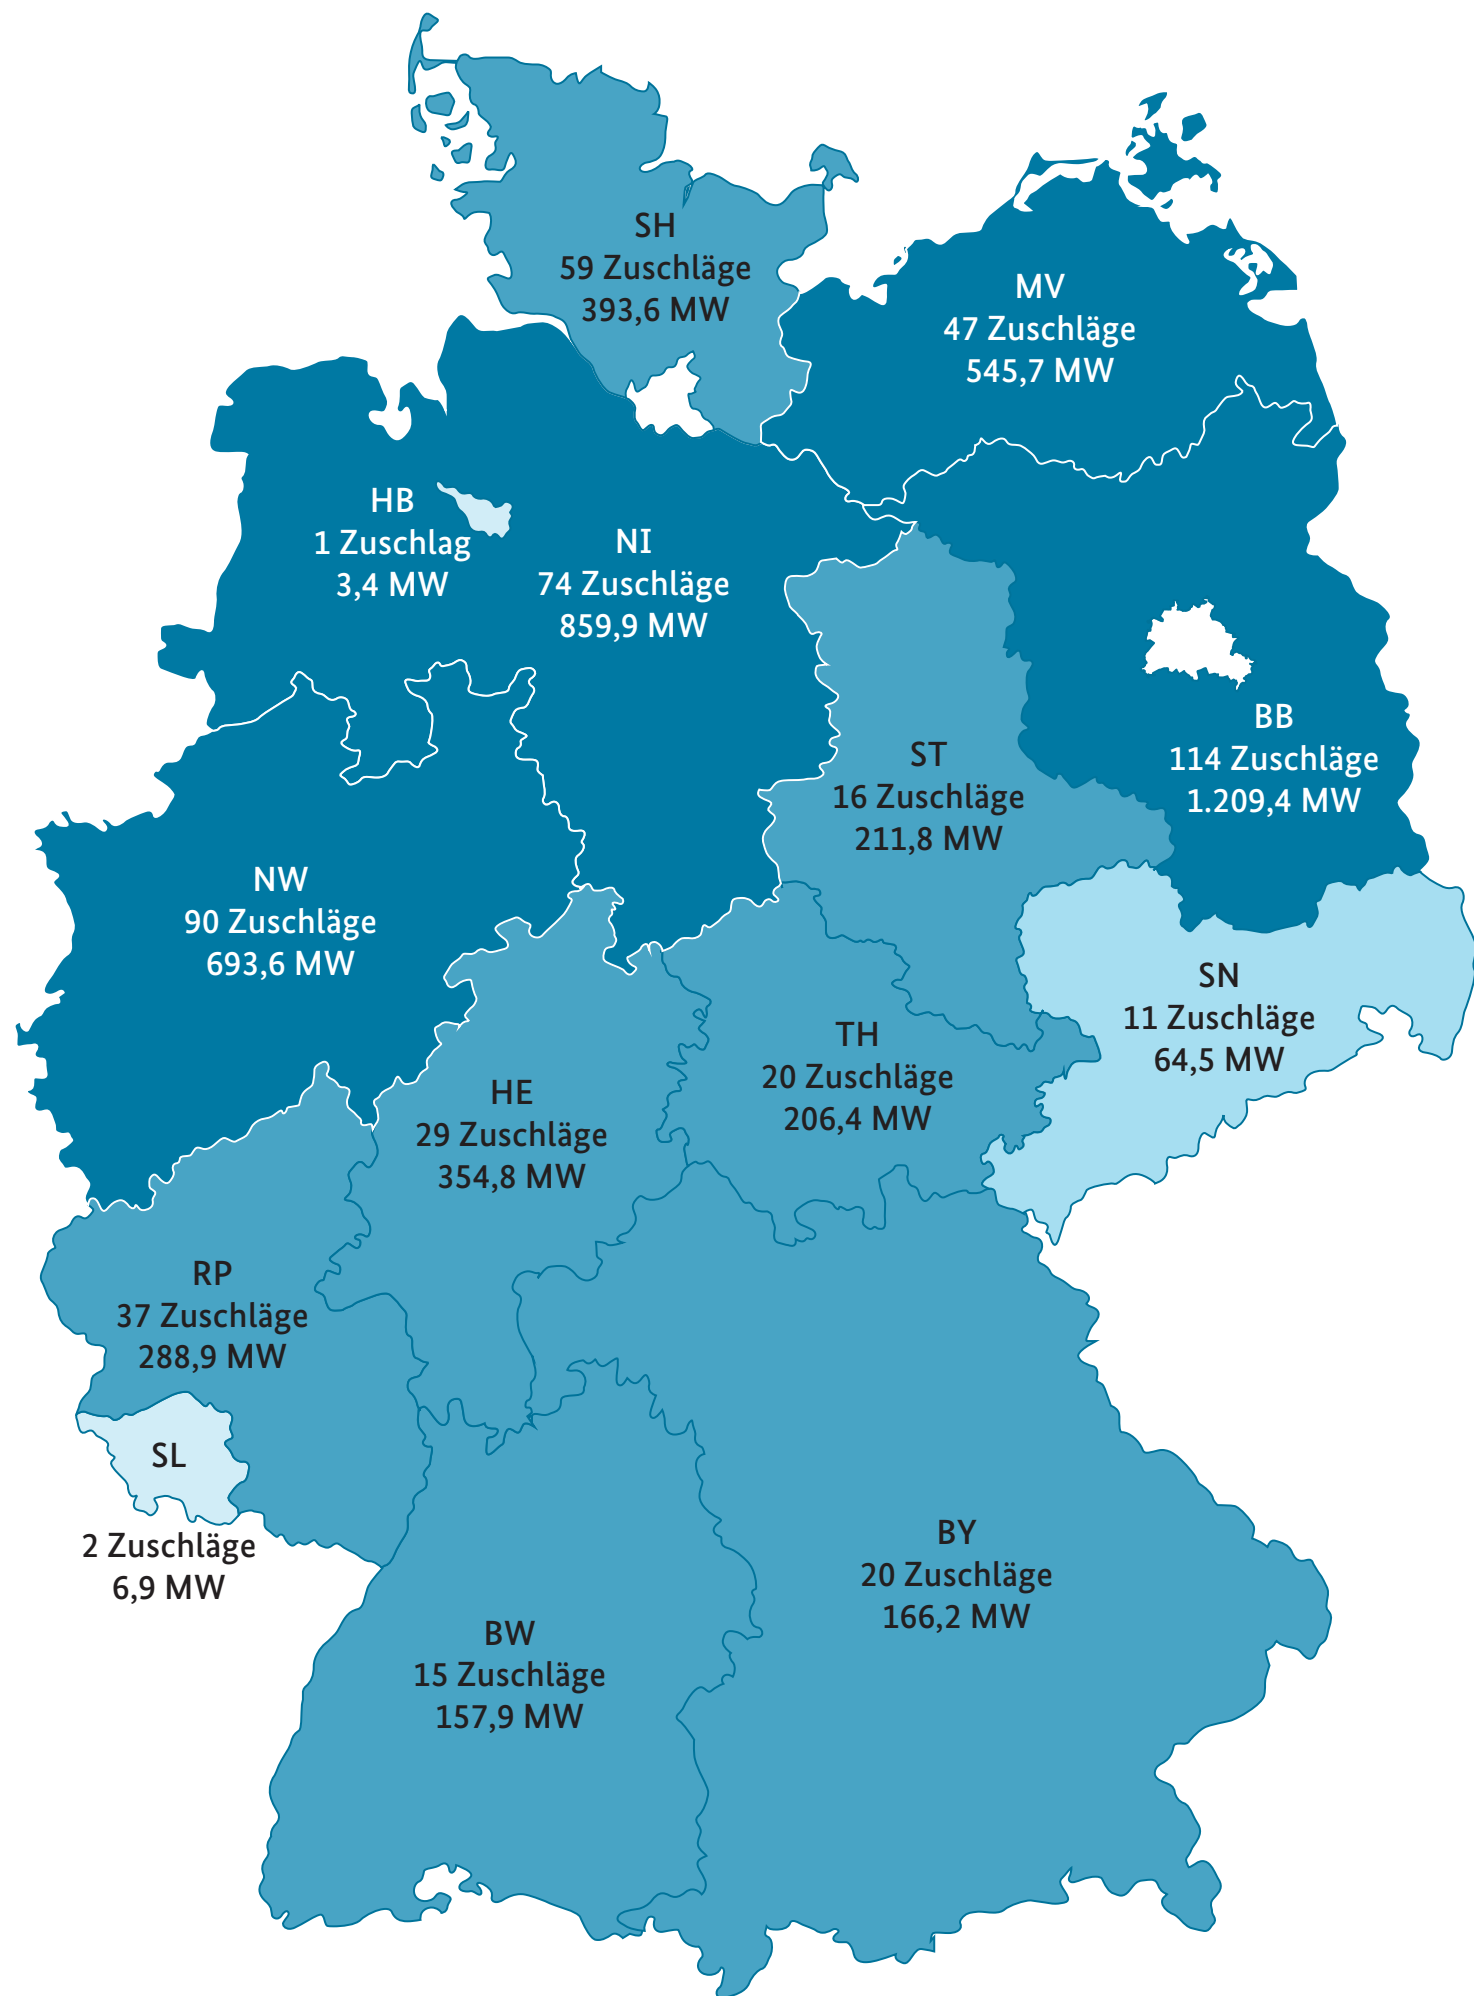 SH
59 Zuschläge
393,6 MW
MV
47 Zuschläge
545,7 MW
HB
1 Zuschlag
3,4 MW
NI
74 Zuschläge
859,9 MW
BB
114 Zuschläge
1.209,4 MW
ST
16 Zuschläge
211,8 MW
NW
90 Zuschläge
693,6 MW
SN
11 Zuschläge
64,5 MW
TH
20 Zuschläge
206,4 MW
HE
29 Zuschläge
354,8 MW
RP
37 Zuschläge
288,9 MW
SL
2 Zuschläge
6,9 MW
BY
20 Zuschläge
166,2 MW
BW
15 Zuschläge
157,9 MW